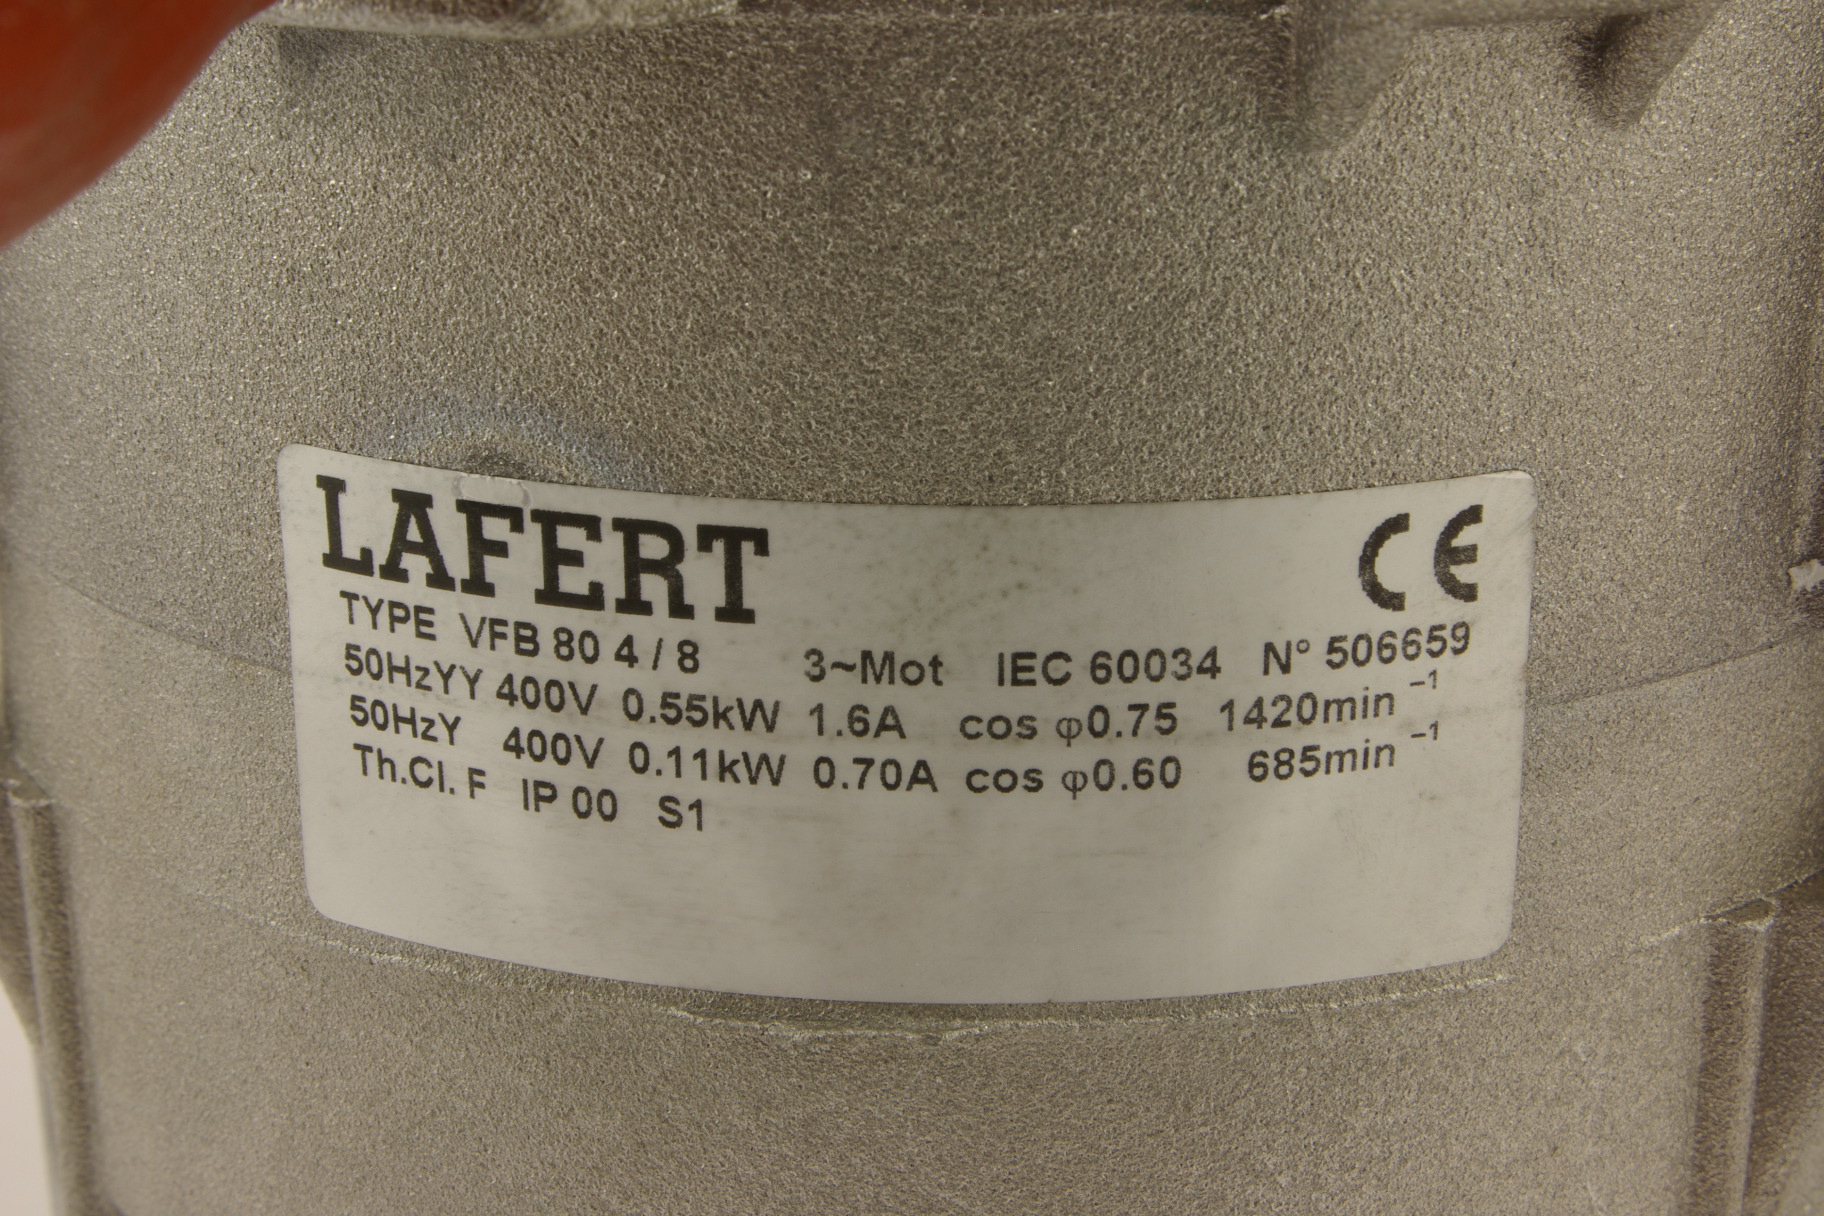 LAFERT CE
TYPE VFB 80 4 / 8 3~Mot IEC 60034 N° 506659
50HzYY 400V 0.55kW 1.6A cos φ0.75 1420min⁻¹
50HzY 400V 0.11kW 0.70A cos φ0.60 685min⁻¹
Th.Cl. F IP 00 S1